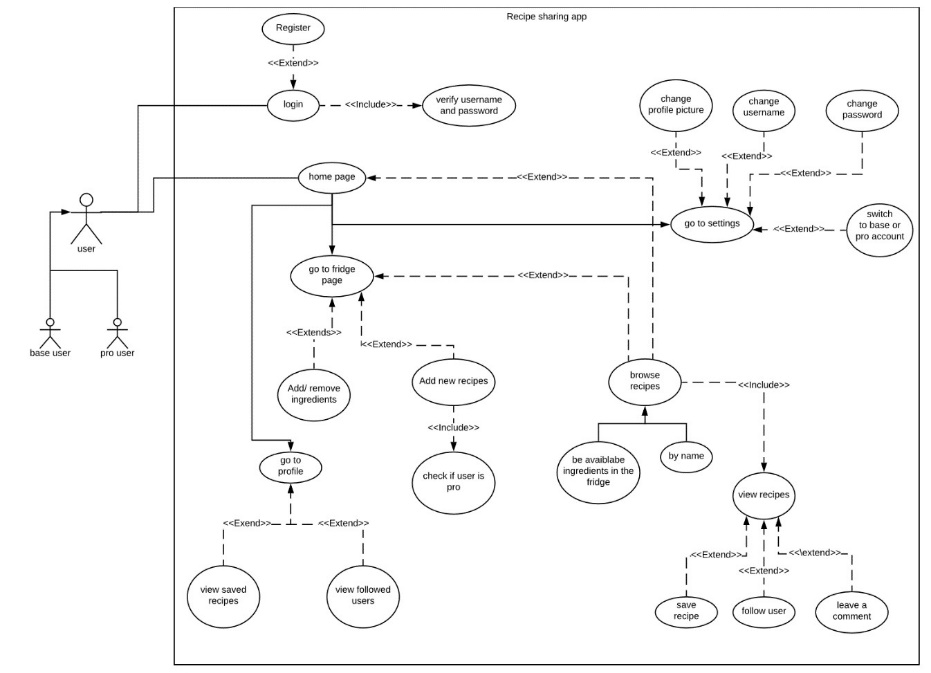 Recipe sharing app
Register
<<Extend>>
login
<<Include>>
verify username
and password
change
profile picture
change
username
change
password
<<Extend>>
<<Extend>>
<<Extend>>
home page
<<Extend>>
go to settings
<<Extend>>
switch
to base or
pro account
user
base user
pro user
go to fridge
page
<<Extend>>
<<Extends>>
<<Extend>>
Add/ remove
ingredients
Add new recipes
browse
recipes
<<Include>>
<<Include>>
go to
profile
check if user is
pro
be avaiblabe
ingredients in the
fridge
by name
view recipes
<<Exend>>
<<Extend>>
<<Extend>>
<<Extend>>
<<\extend>>
view saved
recipes
view followed
users
save
recipe
follow user
leave a
comment